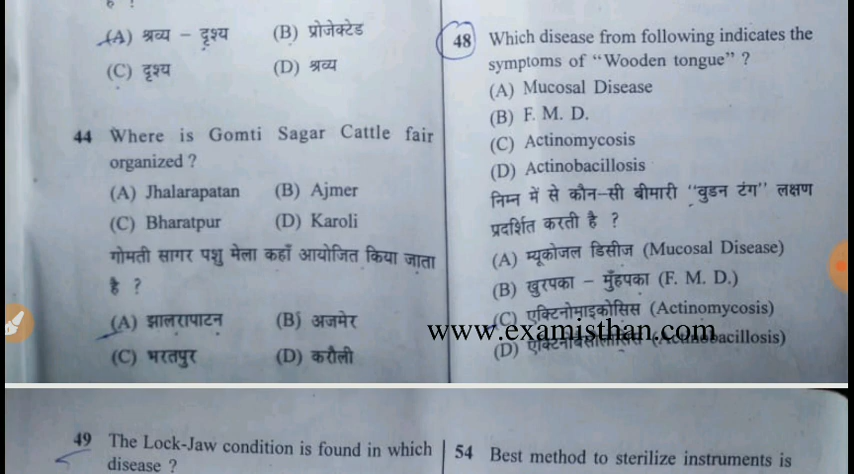 (A) श्रव्य – दृश्य (B) प्रोजेक्टेड
(C) दृश्य (D) श्रव्य
44 Where is Gomti Sagar Cattle fair
organized ?
(A) Jhalarapatan (B) Ajmer
(C) Bharatpur (D) Karoli
गोमती सागर पशु मेला कहाँ आयोजित किया जाता
है ?
(A) झालरापाटन (B) अजमेर
(C) भरतपुर (D) करौली
48 Which disease from following indicates the
symptoms of “Wooden tongue” ?
(A) Mucosal Disease
(B) F. M. D.
(C) Actinomycosis
(D) Actinobacillosis
निम्न में से कौन-सी बीमारी “वुडन टंग” लक्षण
प्रदर्शित करती है ?
(A) म्यूकोजल डिसीज (Mucosal Disease)
(B) खुरपका – मुँहपका (F. M. D.)
(C) एक्टिनोमाइकोसिस (Actinomycosis)
www.examisthan.com
(D) (Actinobacillosis)
49 The Lock-Jaw condition is found in which
disease ?
54 Best method to sterilize instruments is